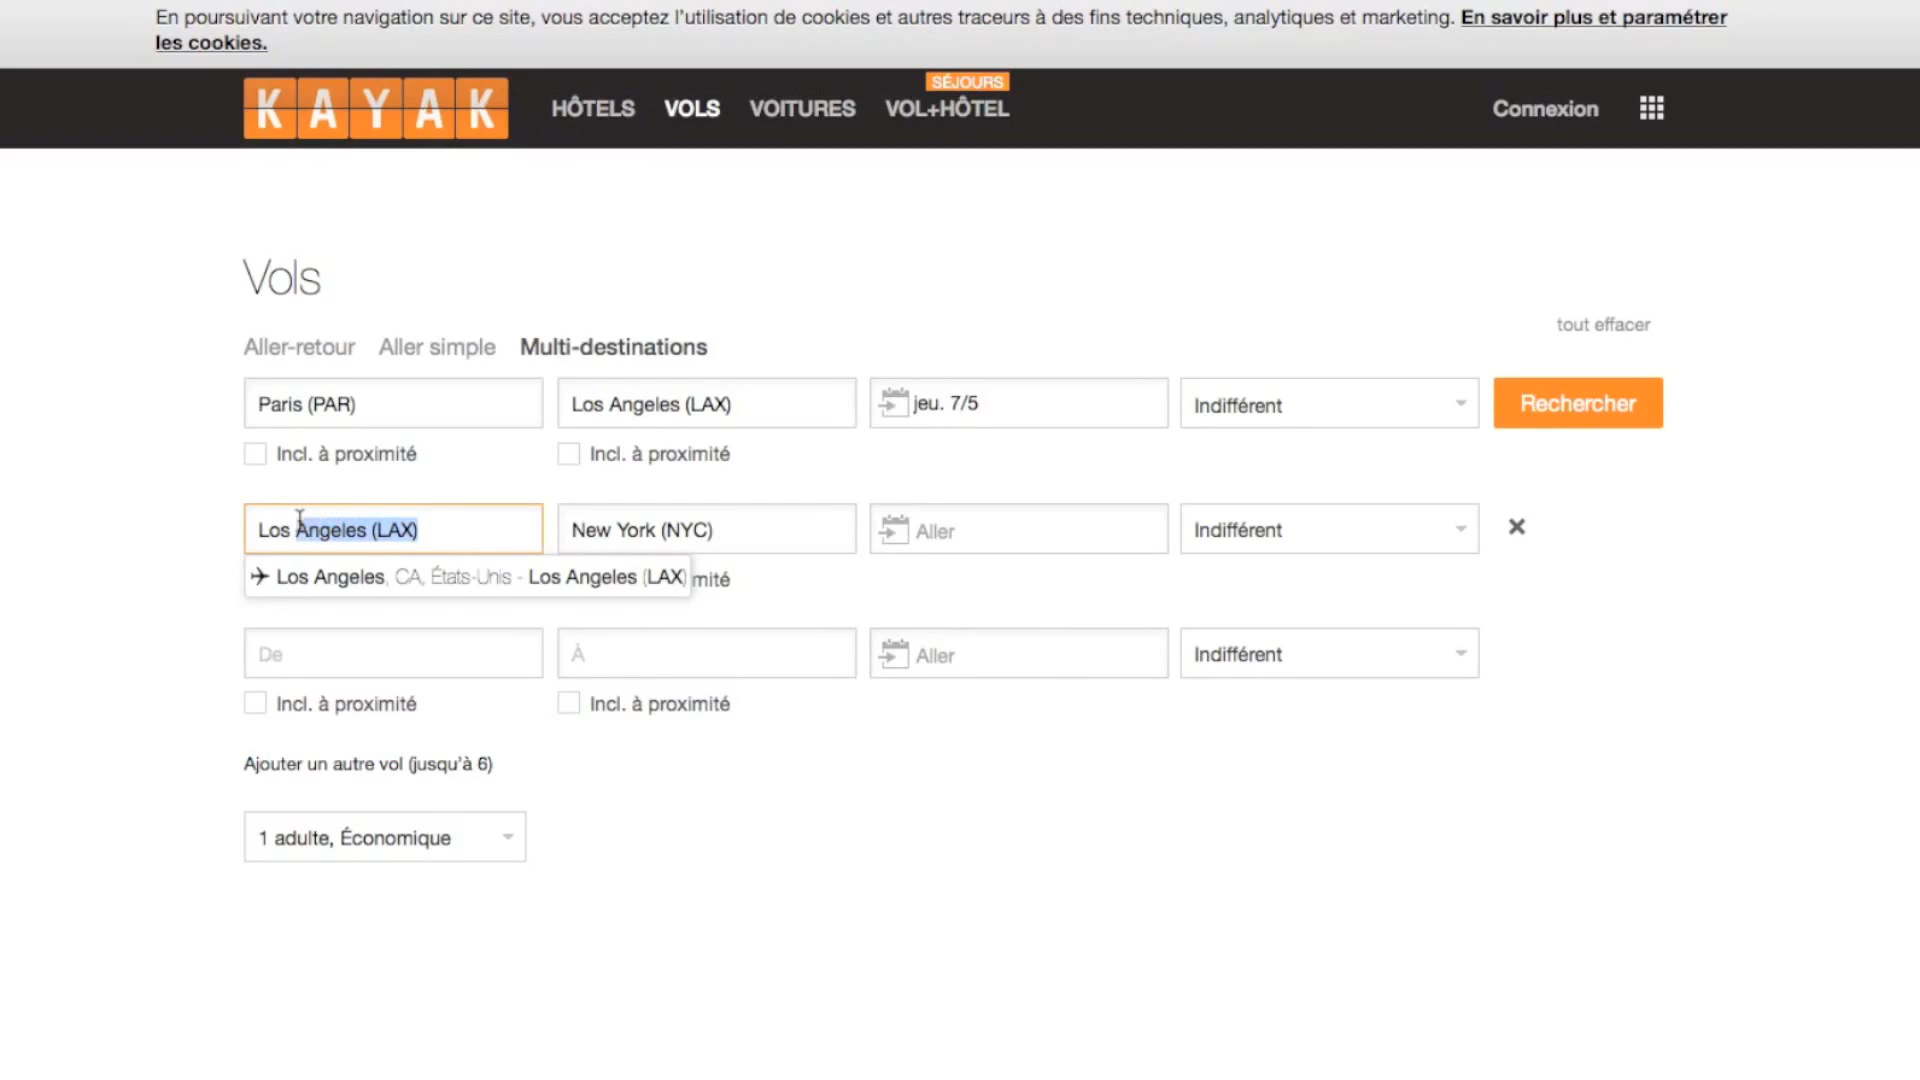 En poursuivant votre navigation sur ce site, vous acceptez l'utilisation de cookies et autres traceurs à des fins techniques, analytiques et marketing. En savoir plus et paramétrer
les cookies.
KAYAK HÔTELS VOLS VOITURES SÉJOURS VOL+HÔTEL Connexion
Vols
tout effacer
Aller-retour Aller simple Multi-destinations
Paris (PAR) Los Angeles (LAX) jeu. 7/5 Indifférent Rechercher
Incl. à proximité Incl. à proximité
Los Angeles (LAX) New York (NYC) Aller Indifférent
Los Angeles, CA, États-Unis - Los Angeles (LAX) mité
De À Aller Indifférent
Incl. à proximité Incl. à proximité
Ajouter un autre vol (jusqu'à 6)
1 adulte, Économique